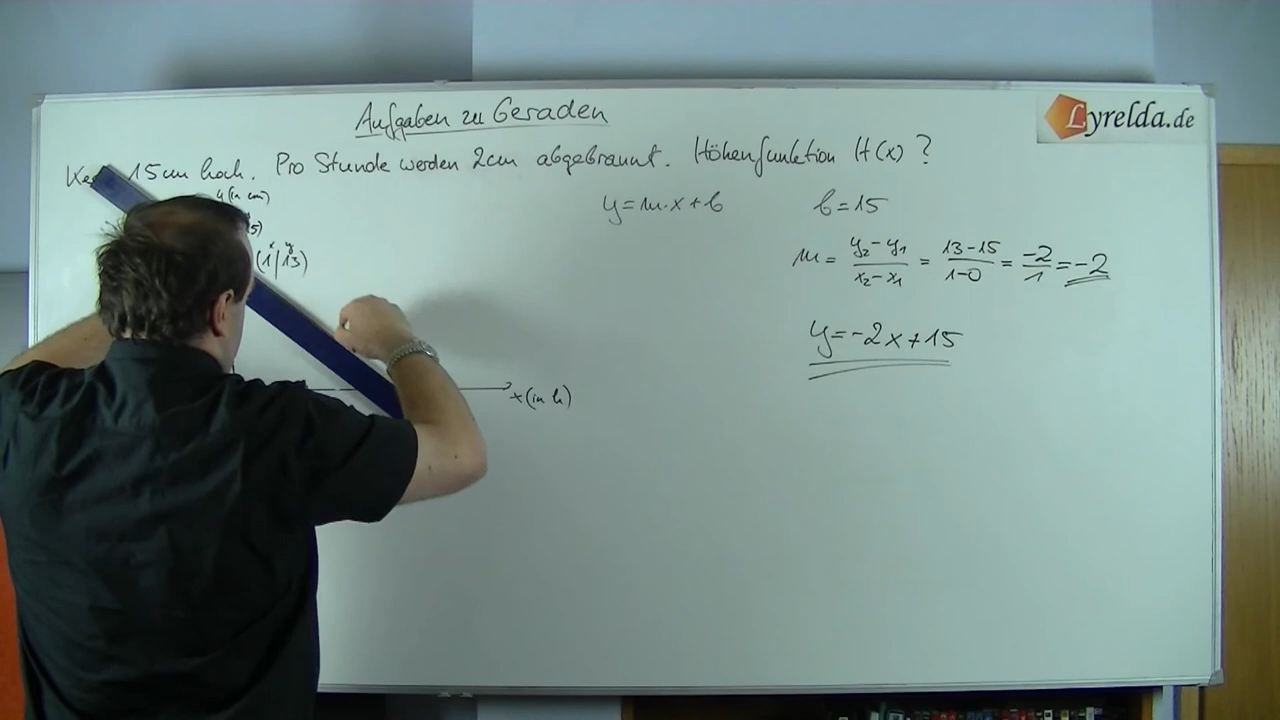 Aufgaben zu Geraden
Lyrelda.de
15cm hoch. Pro Stunde werden 2cm abgebrannt. Höhenfunktion H(x)?
y (in cm)
y=m·x+b
b=15
5)
x y
(1|13)
m = y₂-y₁ / x₂-x₁ = 13-15 / 1-0 = -2 / 1 = -2
y=-2x+15
x (in h)